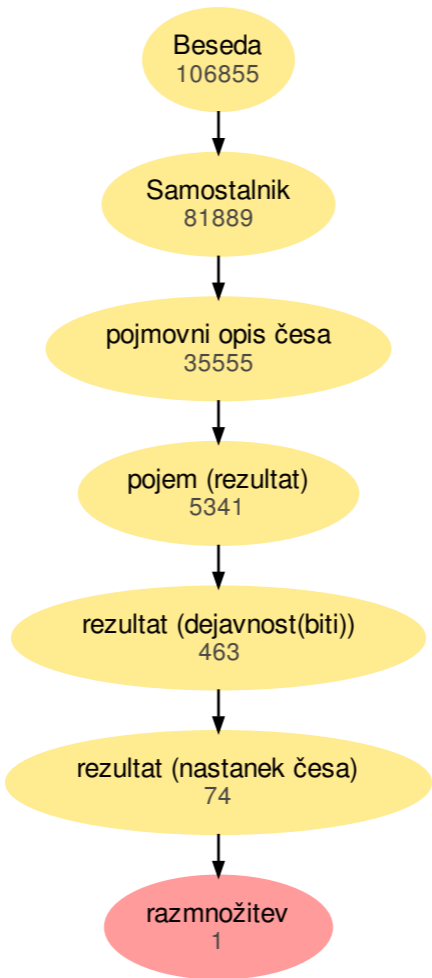 Beseda
106855
Samostalnik
81889
pojmovni opis česa
35555
pojem (rezultat)
5341
rezultat (dejavnost(biti))
463
rezultat (nastanek česa)
74
razmnožitev
1